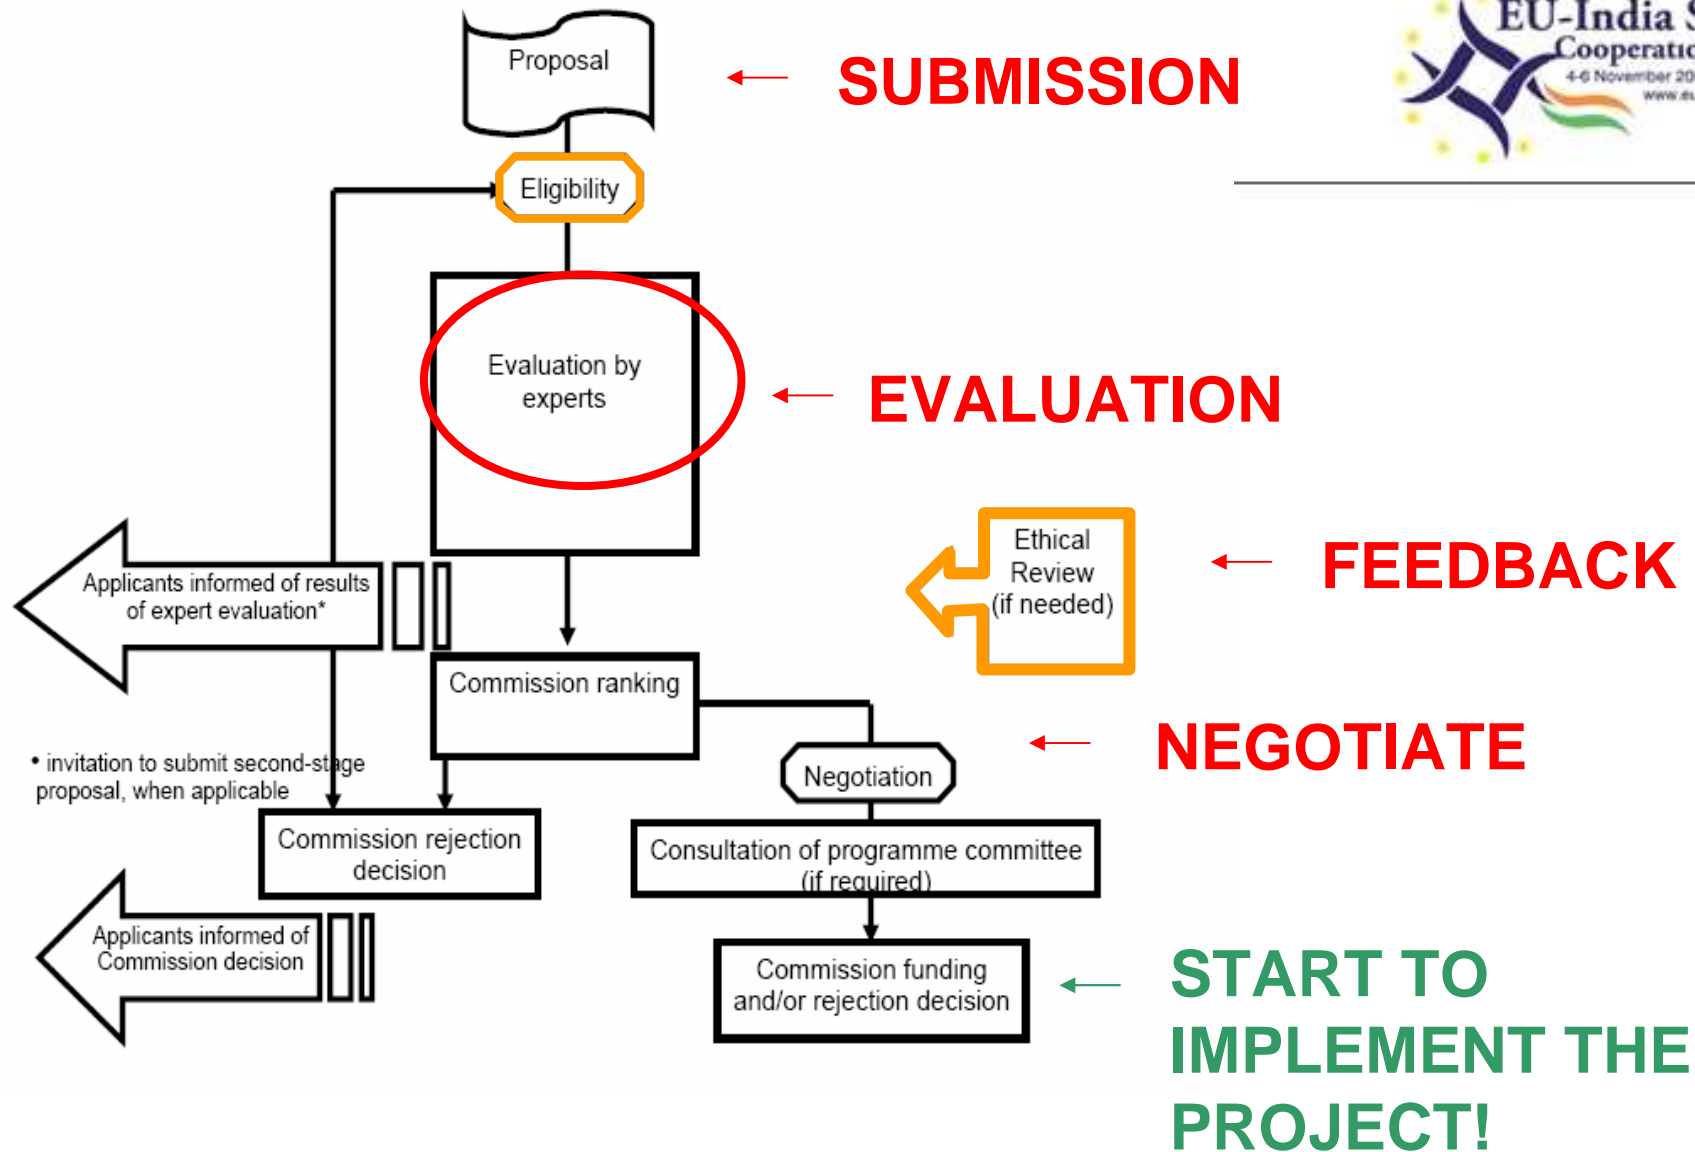 EU-India
Cooperation
4-6 November
Proposal
SUBMISSION
Eligibility
Evaluation by
experts
EVALUATION
Ethical
Review
(if needed)
FEEDBACK
Applicants informed of results
of expert evaluation*
Commission ranking
NEGOTIATE
• invitation to submit second-stage
proposal, when applicable
Negotiation
Commission rejection
decision
Consultation of programme committee
(if required)
Applicants informed of
Commission decision
Commission funding
and/or rejection decision
START TO
IMPLEMENT THE
PROJECT!